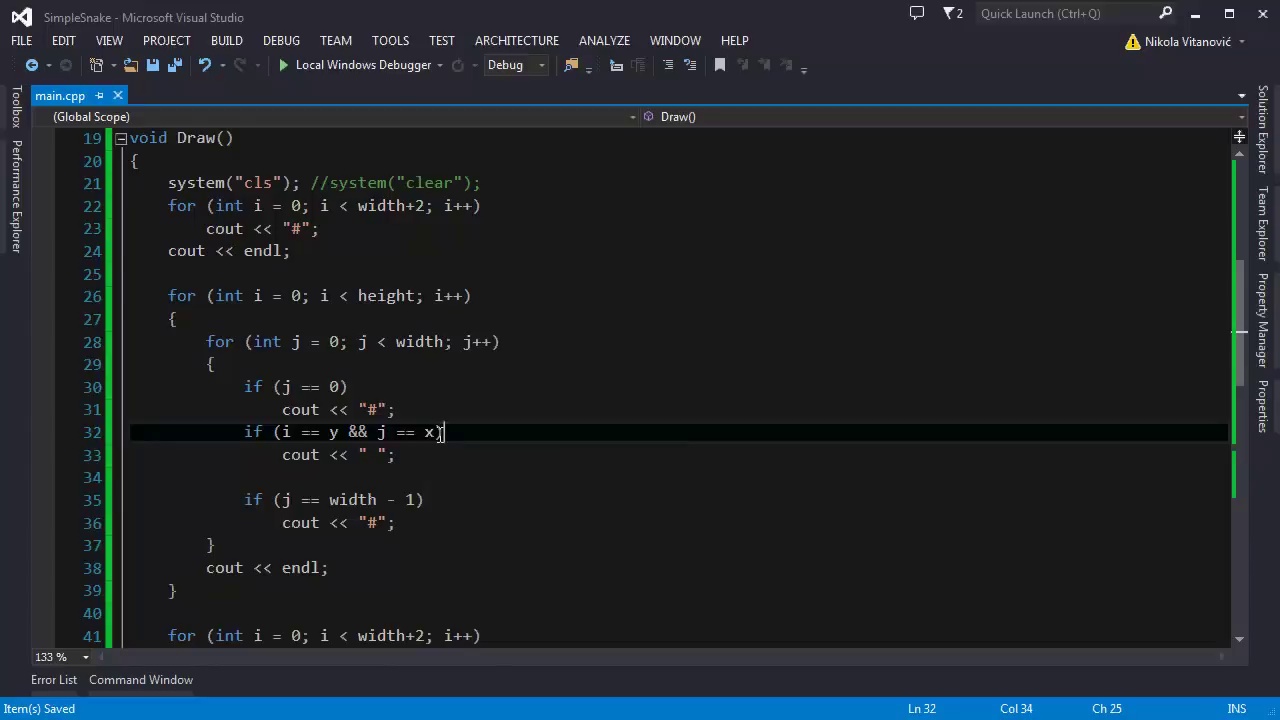 SimpleSnake - Microsoft Visual Studio
2
Quick Launch (Ctrl+Q)
FILE EDIT VIEW PROJECT BUILD DEBUG TEAM TOOLS TEST ARCHITECTURE ANALYZE WINDOW HELP
Nikola Vitanović
Local Windows Debugger
Debug
main.cpp
(Global Scope)
Draw()
Toolbox
Performance Explorer
19 void Draw()
20 {
21 system("cls"); //system("clear");
22 for (int i = 0; i < width+2; i++)
23 cout << "#";
24 cout << endl;
25
26 for (int i = 0; i < height; i++)
27 {
28 for (int j = 0; j < width; j++)
29 {
30 if (j == 0)
31 cout << "#";
32 if (i == y && j == x)
33 cout << " ";
34
35 if (j == width - 1)
36 cout << "#";
37 }
38 cout << endl;
39 }
40
41 for (int i = 0; i < width+2; i++)
Solution Explorer
Team Explorer
Property Manager
Properties
133 %
Error List Command Window
Item(s) Saved
Ln 32
Col 34
Ch 25
INS